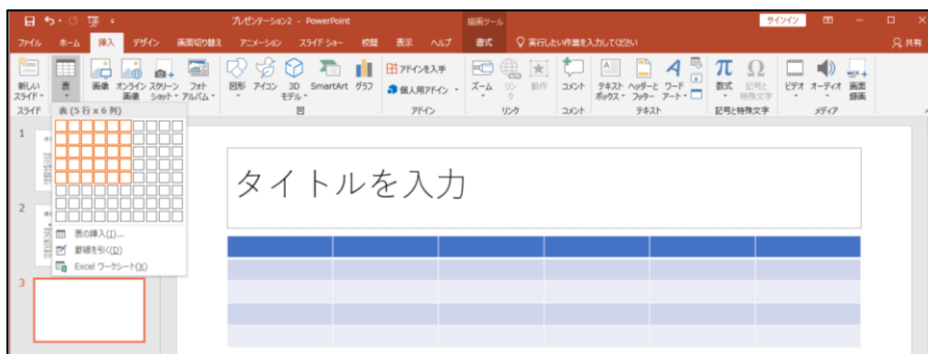 プレゼンテーション2 - PowerPoint
描画ツール
サインイン
ファイル ホーム 挿入 デザイン 画面切り替え アニメーション スライド ショー 校閲 表示 ヘルプ 書式 実行したい作業を入力してください 共有
新しい スライド
表
画像
オンライン 画像
スクリーン ショット
フォト アルバム
図形
アイコン
3D モデル
SmartArt
グラフ
アドインを入手
個人用アドイン
ズーム
リンク
動作
コメント
テキスト ボックス
ヘッダーと フッター
ワード アート
π
数式
Ω
記号と 特殊文字
ビデオ
オーディオ
画面 録画
スライド
表 (5 行 x 6 列)
図
アドイン
リンク
コメント
テキスト
記号と特殊文字
メディア
1
2
3
表の挿入(I)...
罫線を引く(D)
Excel ワークシート(X)
タイトルを入力